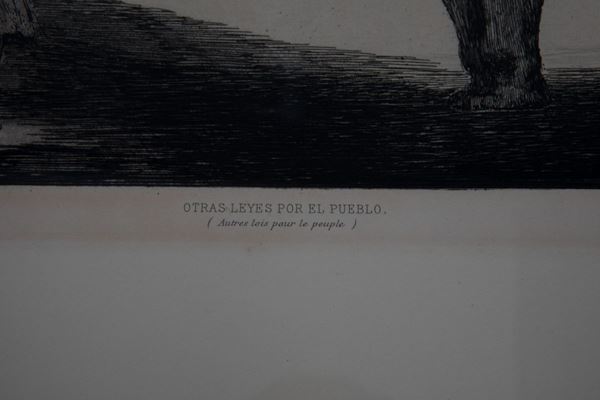 OTRAS LEYES POR EL PUEBLO.
( Autres lois pour le peuple )